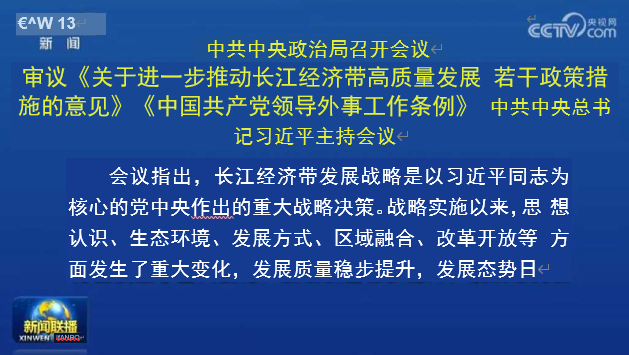 €^W 13
新 闻
央视网
CCTV.com
中共中央政治局召开会议
审议《关于进一步推动长江经济带高质量发展 若干政策措
施的意见》《中国共产党领导外事工作条例》 中共中央总书
记习近平主持会议
会议指出，长江经济带发展战略是以习近平同志为
核心的党中央作出的重大战略决策。战略实施以来，思 想
认识、生态环境、发展方式、区域融合、改革开放等 方
面发生了重大变化，发展质量稳步提升，发展态势日
新闻联播
XINWEN